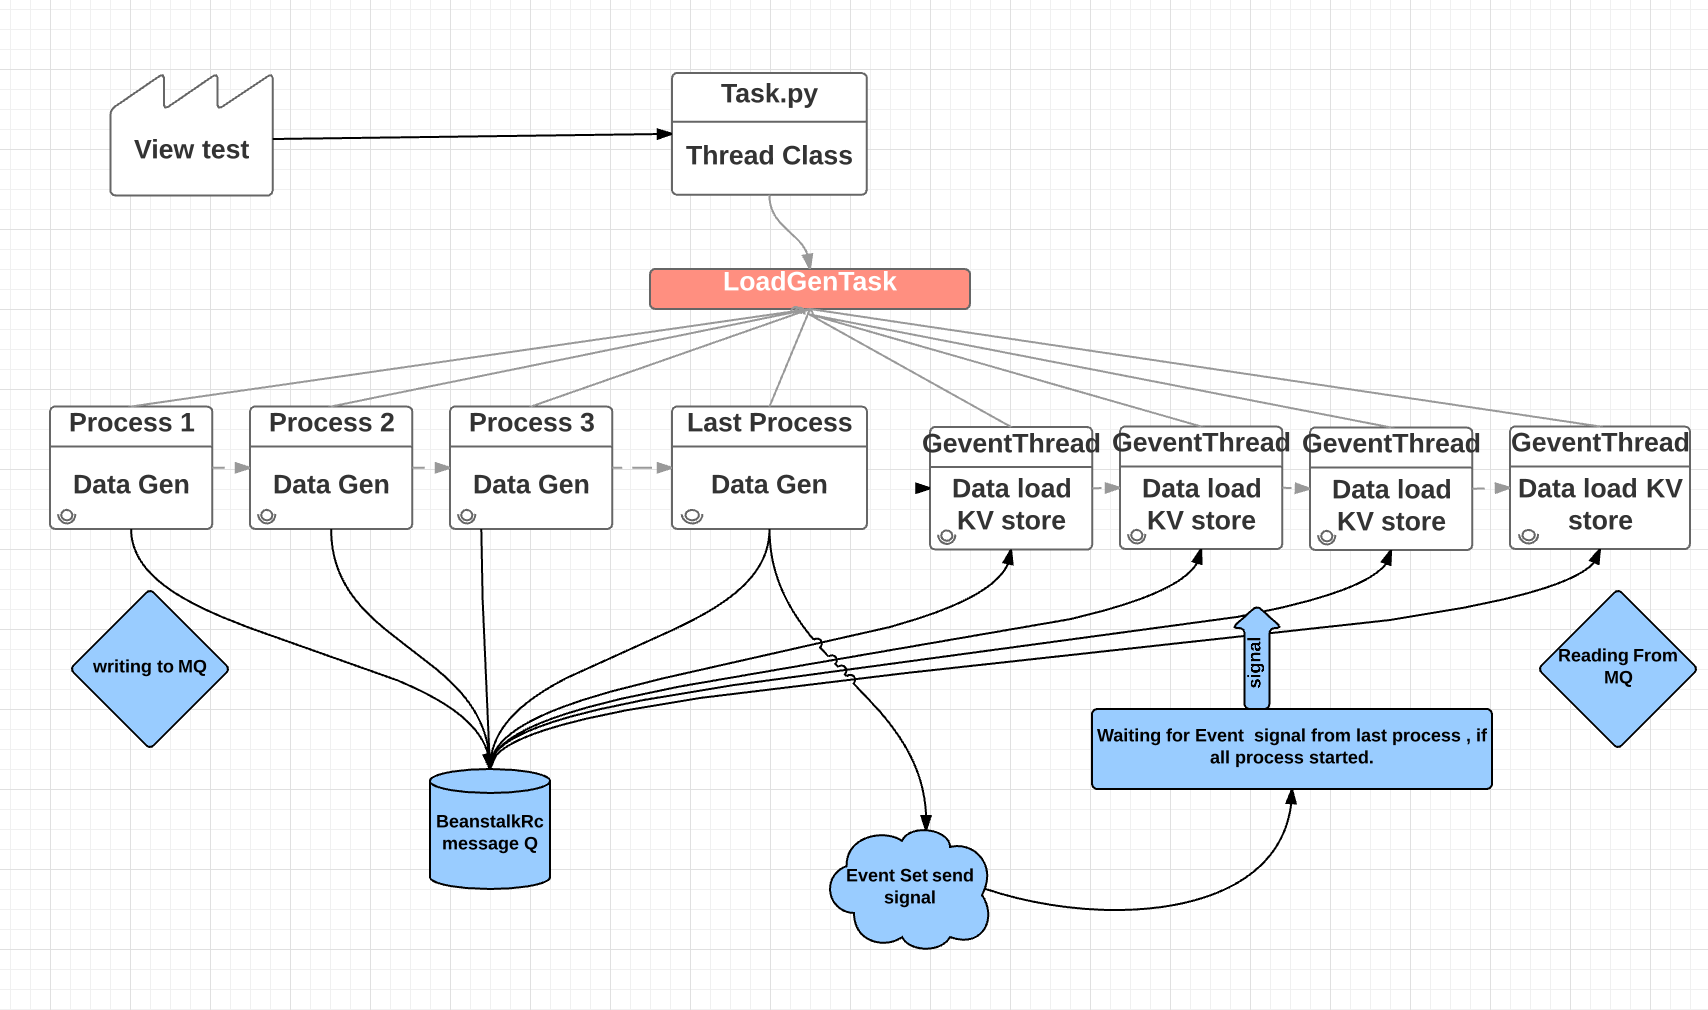 View test
Task.py
Thread Class
LoadGenTask
Process 1
Data Gen
Process 2
Data Gen
Process 3
Data Gen
Last Process
Data Gen
GeventThread
Data load
KV store
GeventThread
Data load
KV store
GeventThread
Data load
KV store
GeventThread
Data load KV
store
writing to MQ
signal
Reading From
MQ
Waiting for Event  signal from last process , if
all process started.
BeanstalkRc
message Q
Event Set send
signal